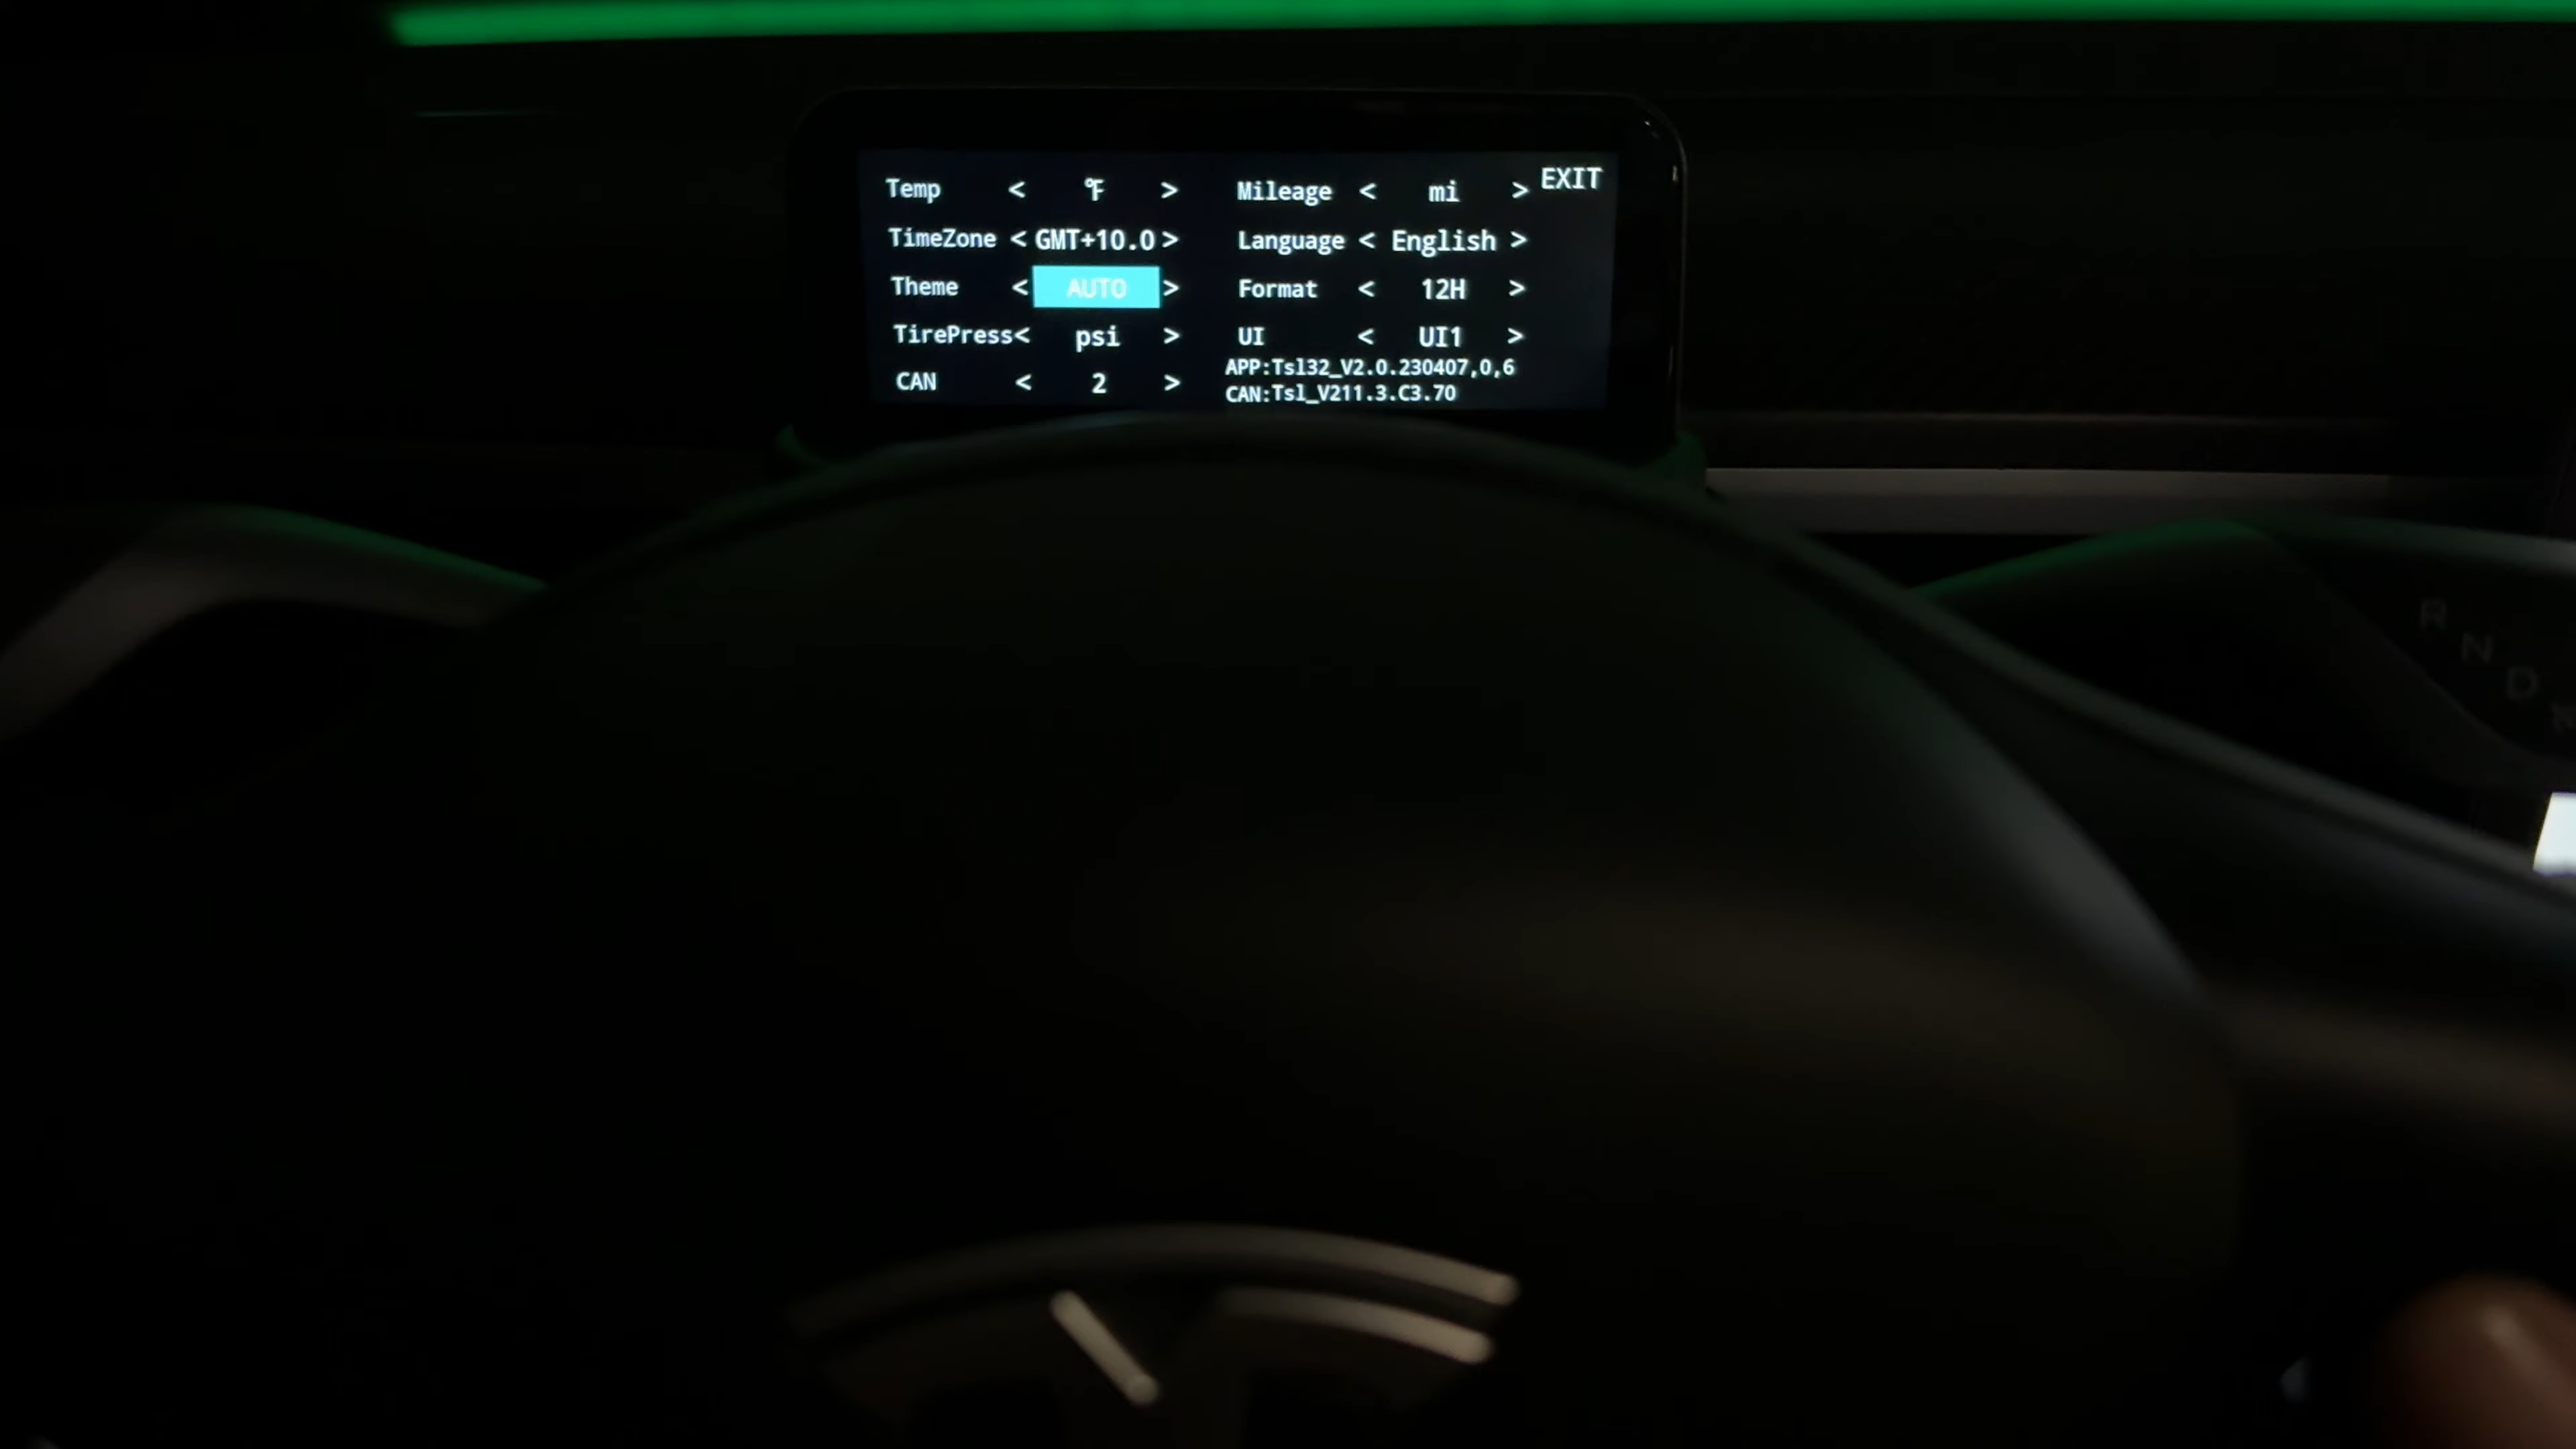 Temp < °F > Mileage < mi > EXIT
TimeZone < GMT+10.0 > Language < English >
Theme < AUTO > Format < 12H >
TirePress < psi > UI < UI1 >
APP:Tsl32_V2.0.230407,0,6
CAN < 2 > CAN:Tsl_V211.3.C3.70
R
N
D